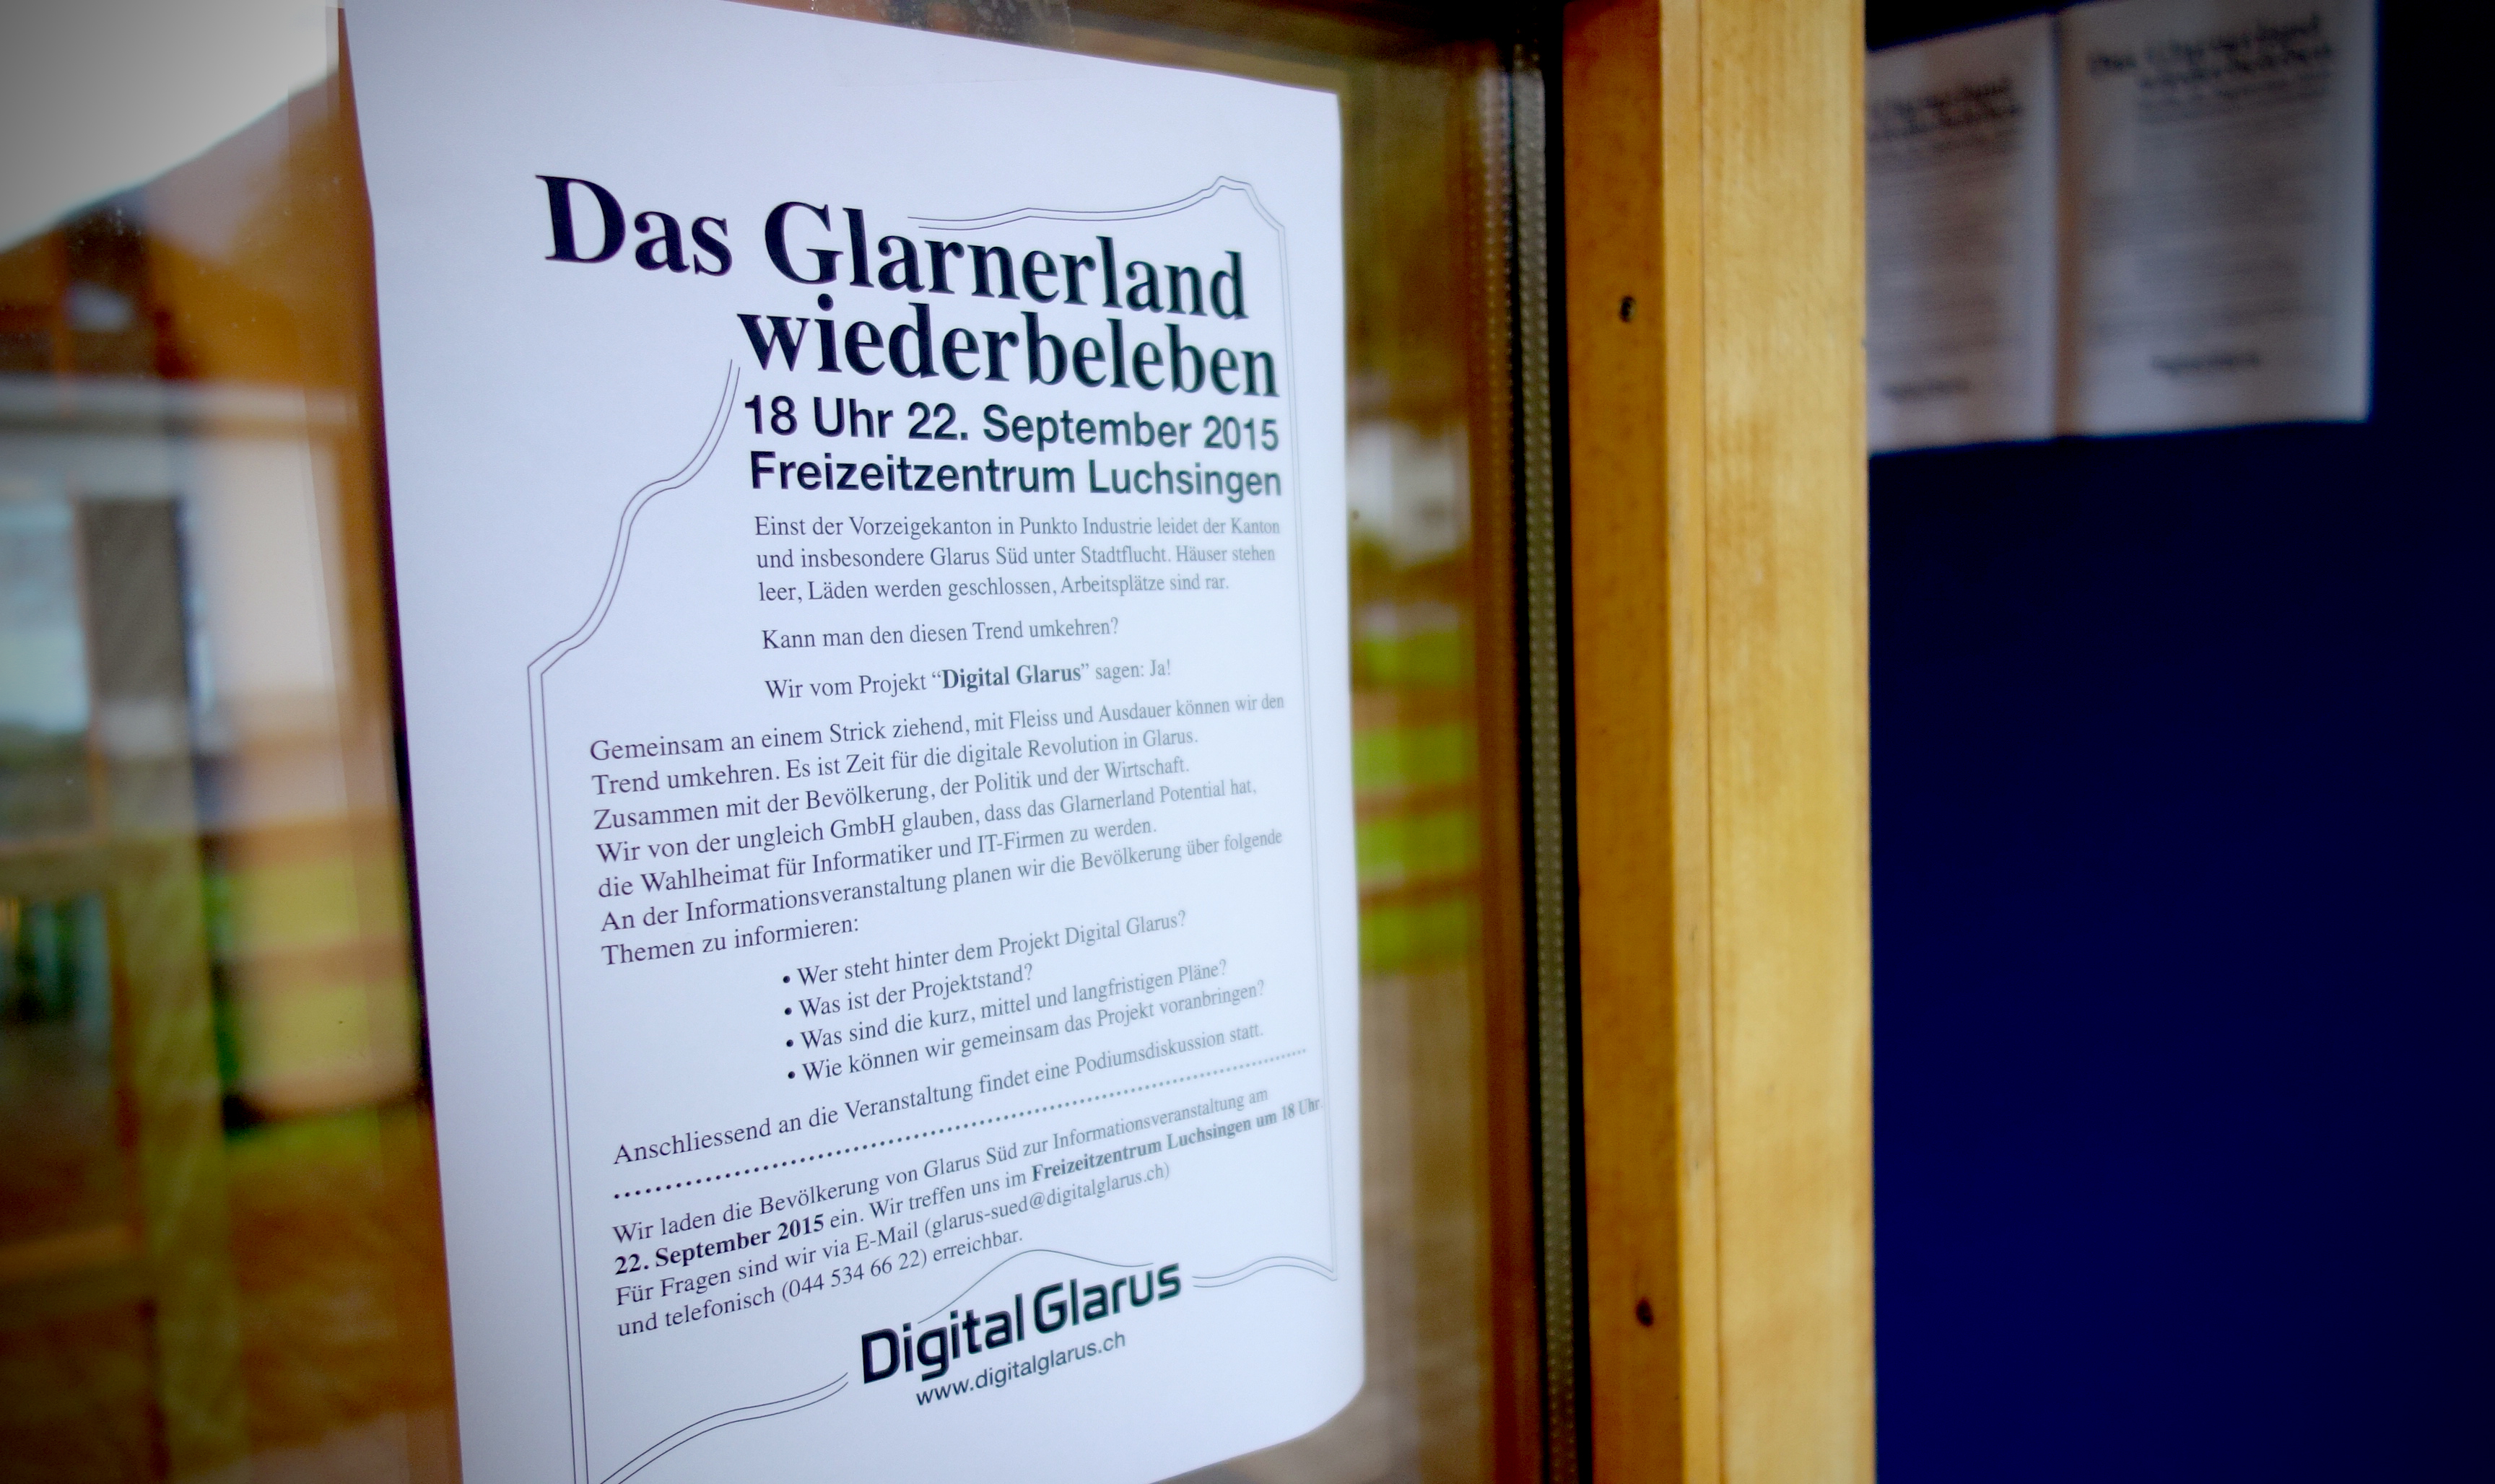 Das Glarnerland
wiederbeleben
18 Uhr 22. September 2015
Freizeitzentrum Luchsingen
Einst der Vorzeigekanton in Punkto Industrie leidet der Kanton
und insbesondere Glarus Süd unter Stadtflucht. Häuser stehen
leer, Läden werden geschlossen, Arbeitsplätze sind rar.
Kann man den diesen Trend umkehren?
Wir vom Projekt “Digital Glarus” sagen: Ja!
Gemeinsam an einem Strick ziehend, mit Fleiss und Ausdauer können wir den
Trend umkehren. Es ist Zeit für die digitale Revolution in Glarus.
Zusammen mit der Bevölkerung, der Politik und der Wirtschaft.
Wir von der ungleich GmbH glauben, dass das Glarnerland Potential hat,
die Wahlheimat für Informatiker und IT-Firmen zu werden.
An der Informationsveranstaltung planen wir die Bevölkerung über folgende
Themen zu informieren:
• Wer steht hinter dem Projekt Digital Glarus?
• Was ist der Projektstand?
• Was sind die kurz, mittel und langfristigen Pläne?
• Wie können wir gemeinsam das Projekt voranbringen?
Anschliessend an die Veranstaltung findet eine Podiumsdiskussion statt.
Wir laden die Bevölkerung von Glarus Süd zur Informationsveranstaltung am
22. September 2015 ein. Wir treffen uns im Freizeitzentrum Luchsingen um 18 Uhr.
Für Fragen sind wir via E-Mail (glarus-sued@digitalglarus.ch)
und telefonisch (044 534 66 22) erreichbar.
Digital Glarus
www.digitalglarus.ch